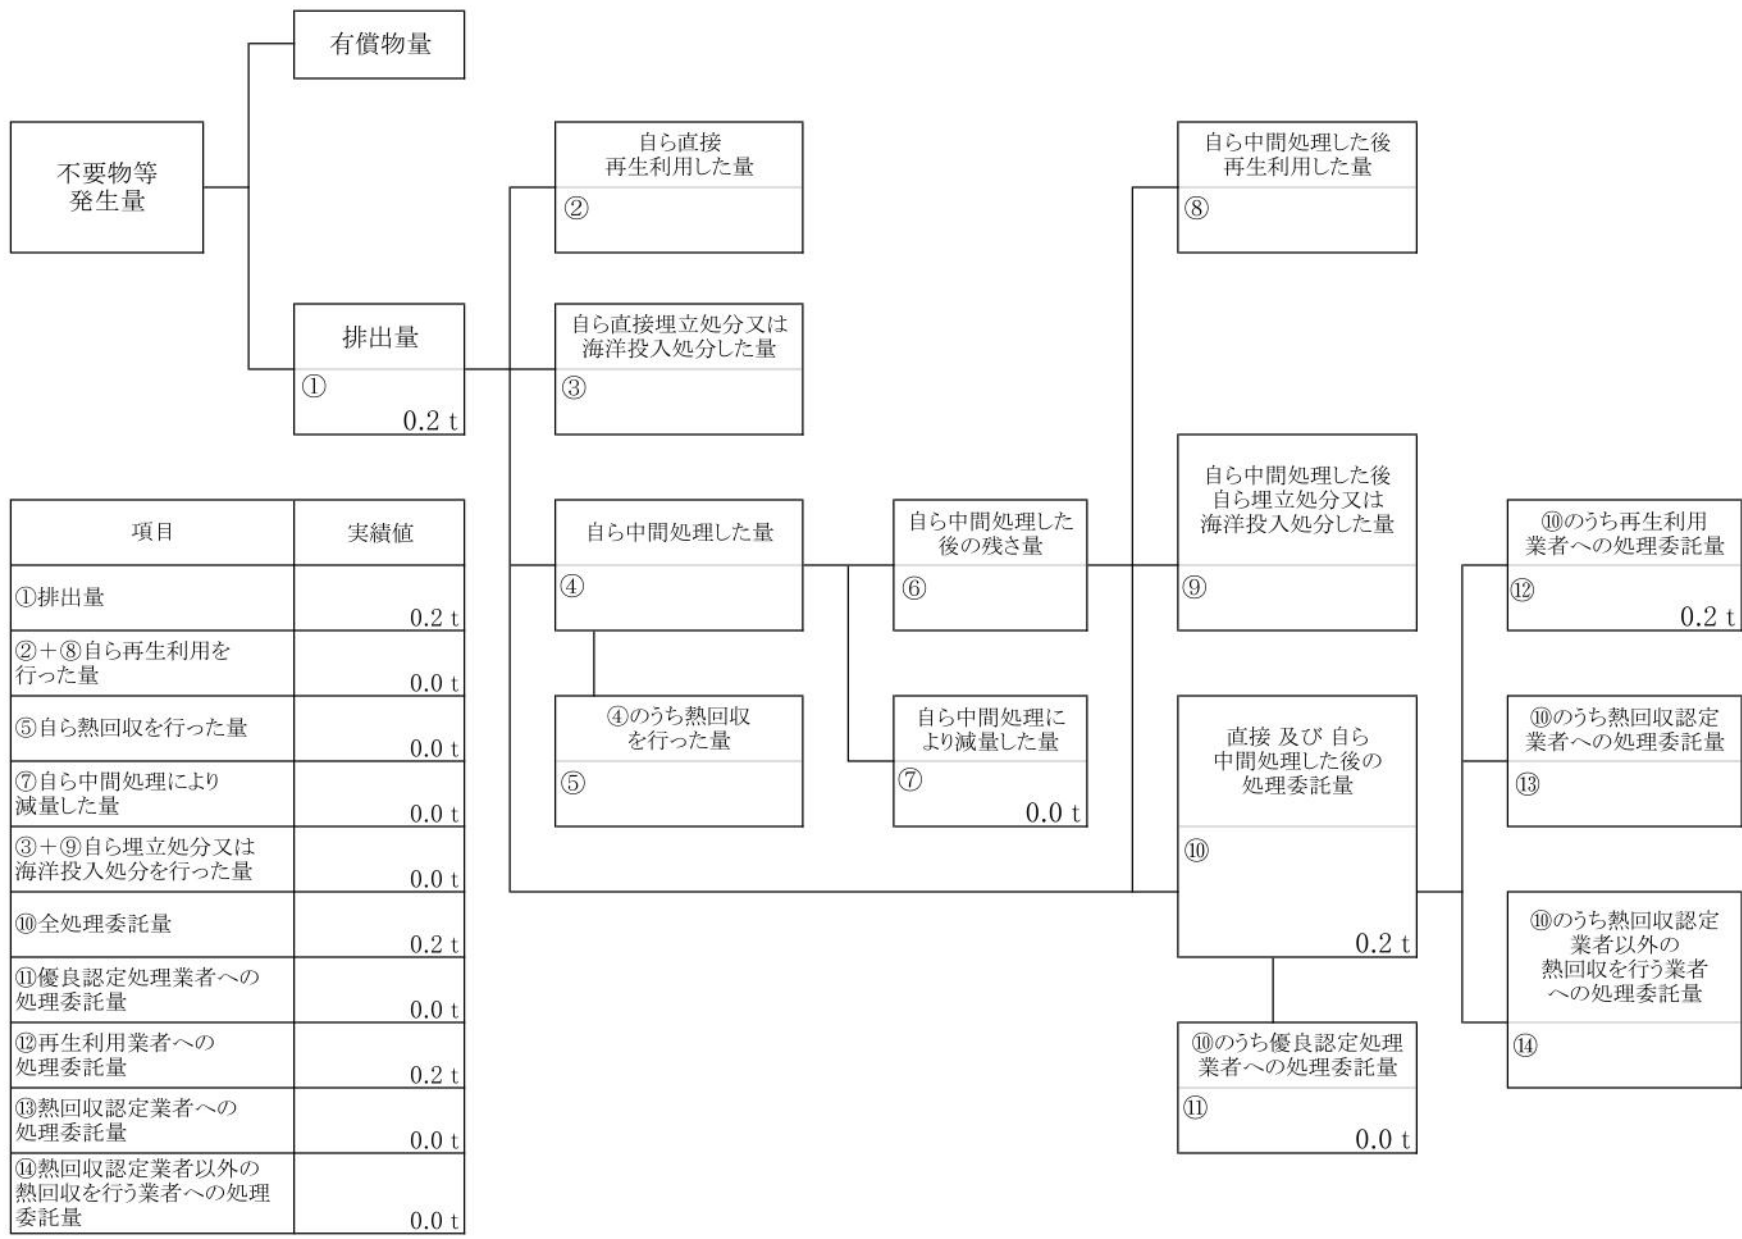 有償物量
不要物等
発生量
自ら直接
再生利用した量
②
自ら中間処理した後
再生利用した量
⑧
排出量
①
0.2 t
自ら直接埋立処分又は
海洋投入処分した量
③
項目
実績値
①排出量
0.2 t
②＋⑧自ら再生利用を
行った量
0.0 t
⑤自ら熱回収を行った量
0.0 t
⑦自ら中間処理により
減量した量
0.0 t
③＋⑨自ら埋立処分又は
海洋投入処分を行った量
0.0 t
⑩全処理委託量
0.2 t
⑪優良認定処理業者への
処理委託量
0.0 t
⑫再生利用業者への
処理委託量
0.2 t
⑬熱回収認定業者への
処理委託量
0.0 t
⑭熱回収認定業者以外の
熱回収を行う業者への処理
委託量
0.0 t
自ら中間処理した量
④
④のうち熱回収
を行った量
⑤
自ら中間処理した
後の残さ量
⑥
自ら中間処理に
より減量した量
⑦
0.0 t
自ら中間処理した後
自ら埋立処分又は
海洋投入処分した量
⑨
直接 及び 自ら
中間処理した後の
処理委託量
⑩
0.2 t
⑩のうち優良認定処理
業者への処理委託量
⑪
0.0 t
⑩のうち再生利用
業者への処理委託量
⑫
0.2 t
⑩のうち熱回収認定
業者への処理委託量
⑬
⑩のうち熱回収認定
業者以外の
熱回収を行う業者
への処理委託量
⑭